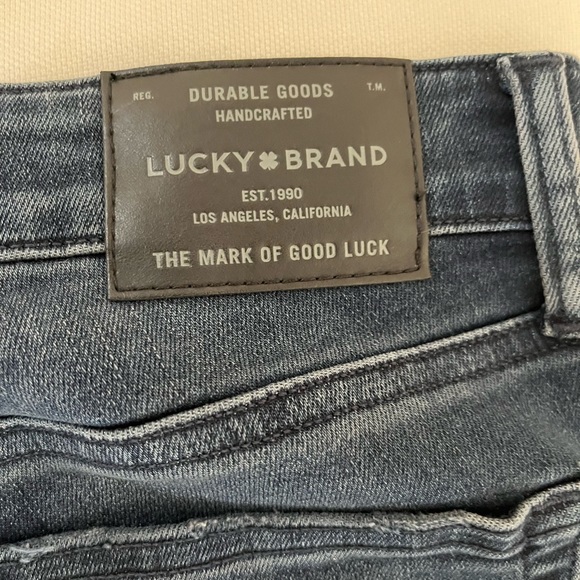 REG. DURABLE GOODS T.M.
HANDCRAFTED
LUCKY BRAND
EST.1990
LOS ANGELES, CALIFORNIA
THE MARK OF GOOD LUCK